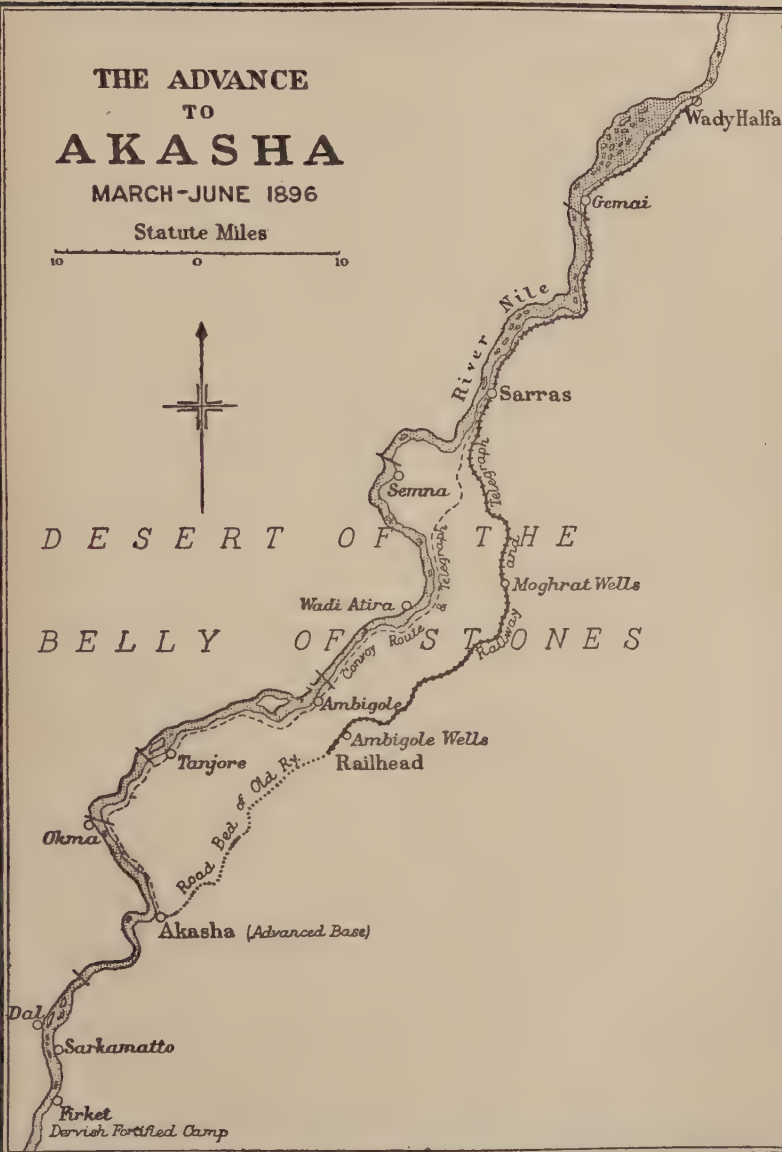 THE ADVANCE
TO
AKASHA
MARCH-JUNE 1896
Statute Miles
10 0 10
Wady Halfa
Gemai
River Nile
Sarras
Semna
Telegraph
Railway and Telegraph
DESERT OF THE
Moghrat Wells
Wadi Atira
BELLY OF STONES
Convoy Route
Ambigole
Ambigole Wells
Tanjore
Railhead
Road Bed of Old Ry.
Okma
Akasha (Advanced Base)
Dal
Sarkamatto
Firket
Dervish Fortified Camp